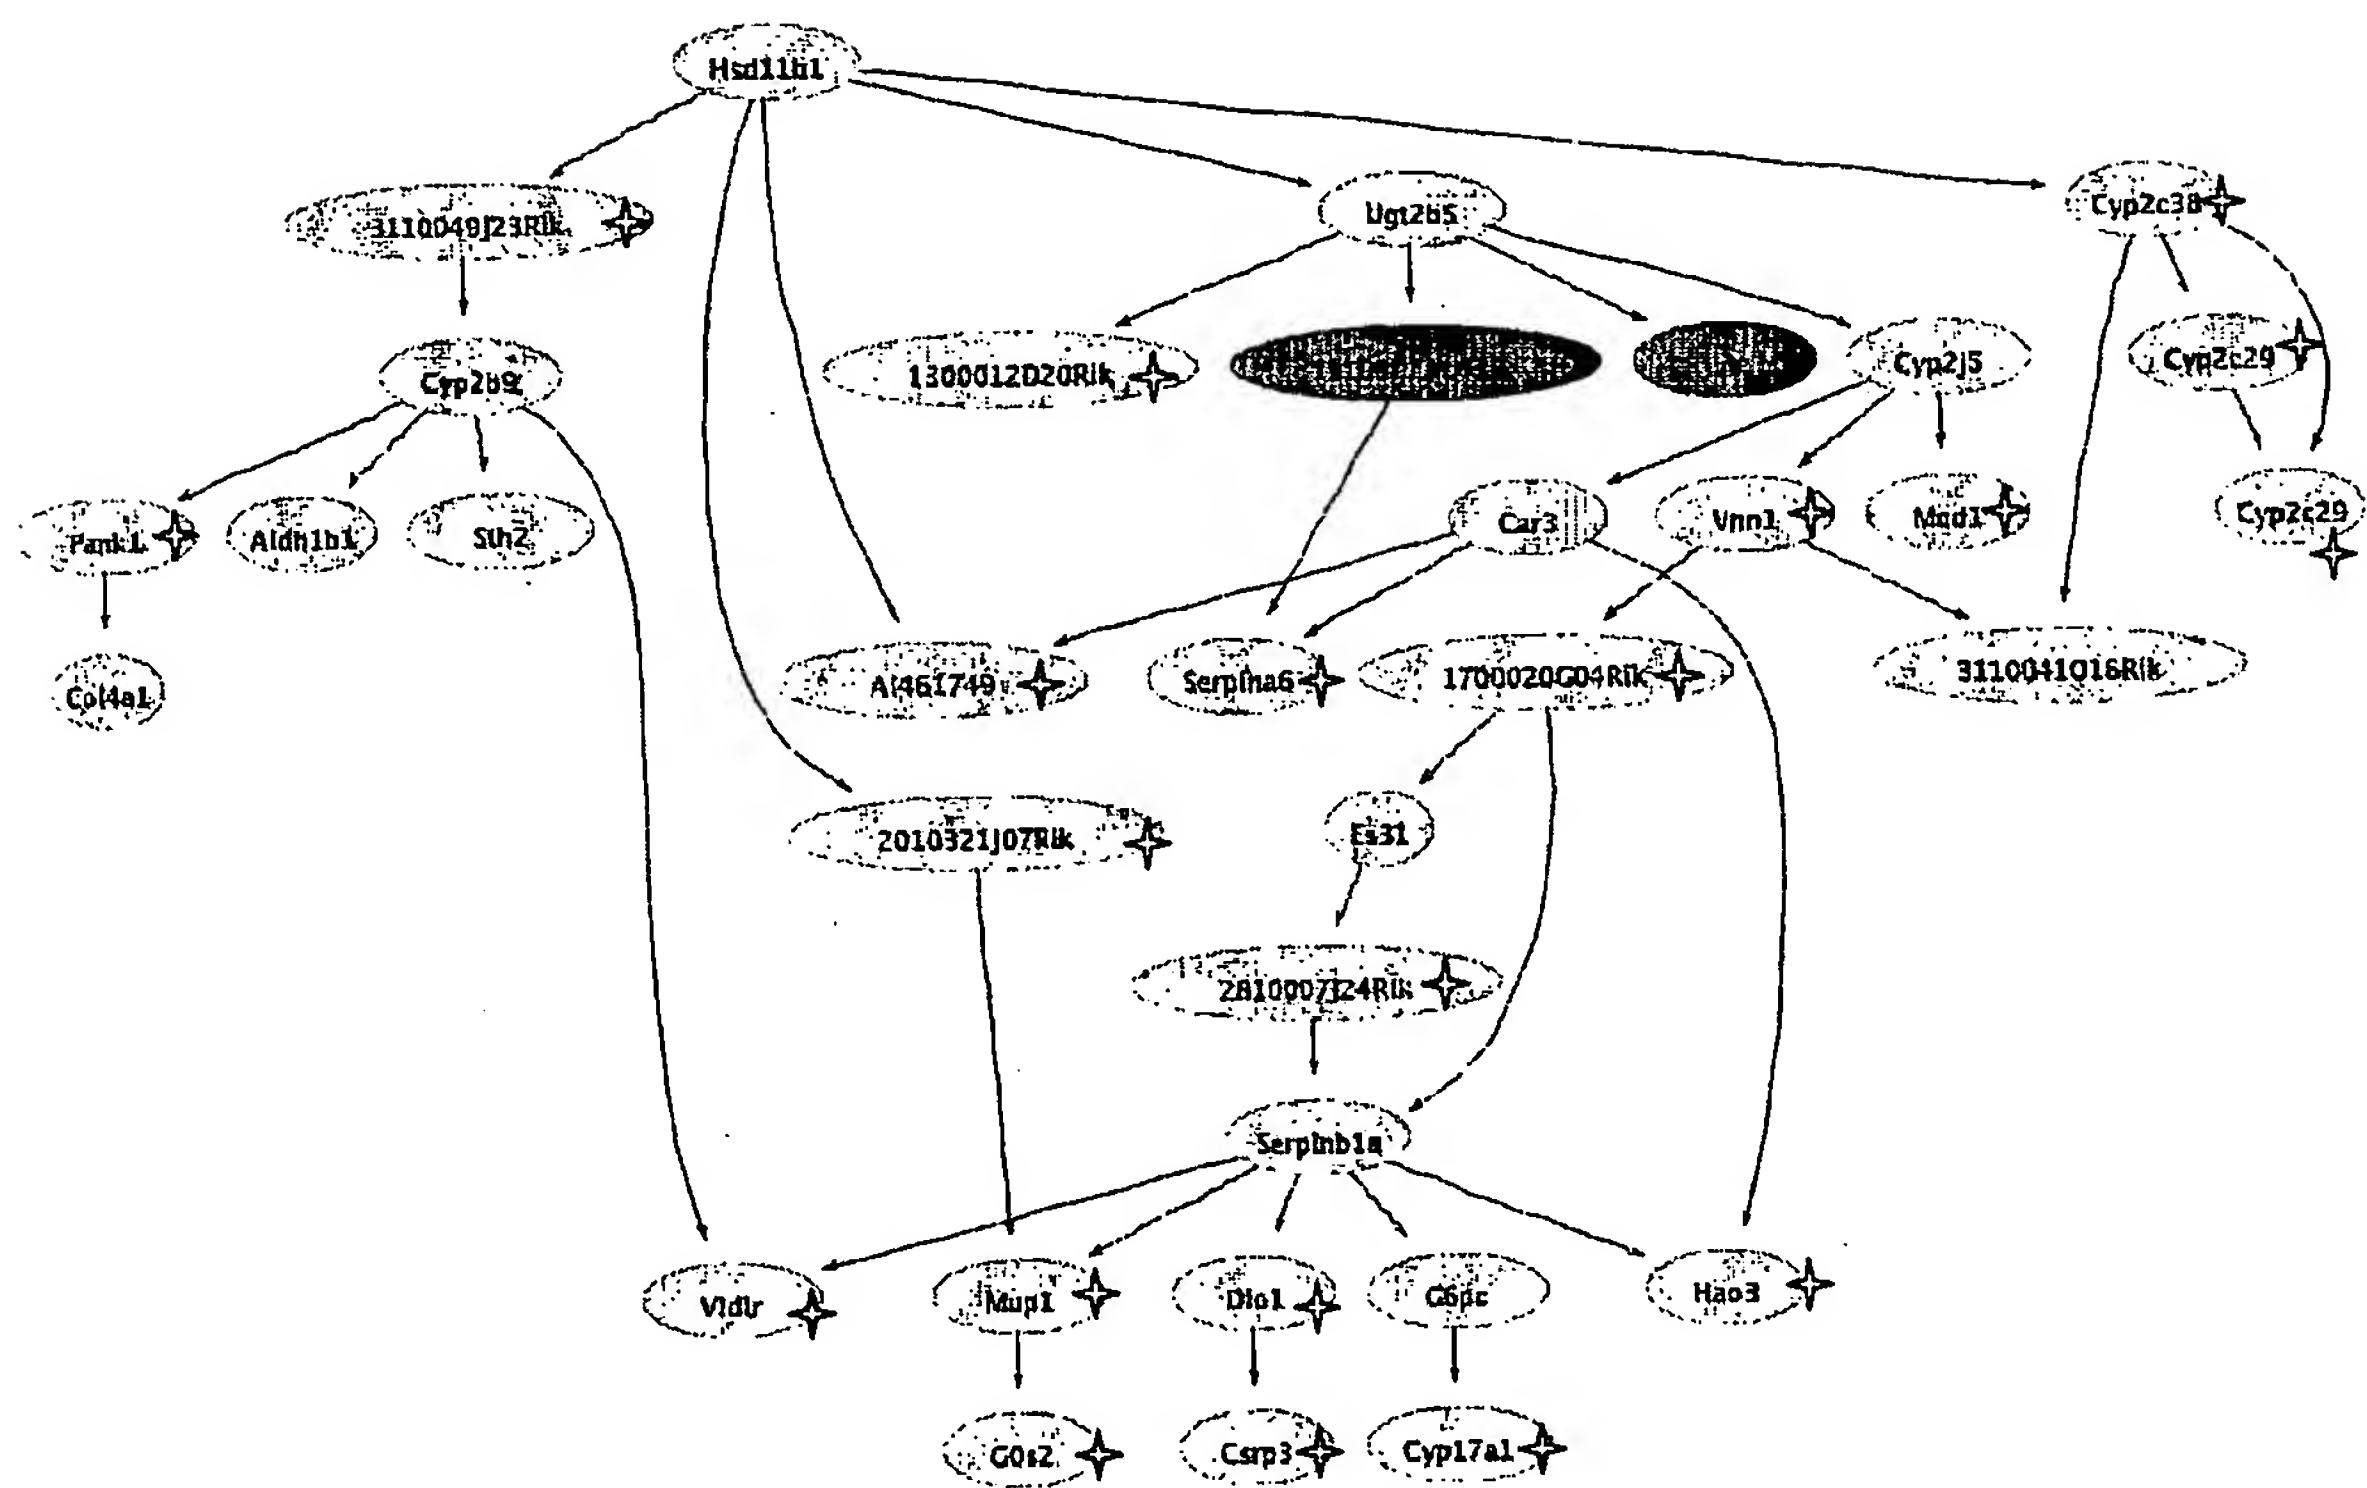 Hsd11b1
3110049J23Rik
Ugt2b5
Cyp2c38
Cyp2b9
1300012D20Rik
Cyp2j5
Cyp2c29
Pank1
Aldh1b1
Sth2
Car3
Vnn1
Mod1
Cyp2c29
Col4a1
AI461749
Serpina6
1700020G04Rik
3110041O16Rik
2010321J07Rik
Es31
2810007J24Rik
Serpinb1a
Vldlr
Mup1
Dio1
G6pc
Hao3
G0s2
Csrp3
Cyp17a1